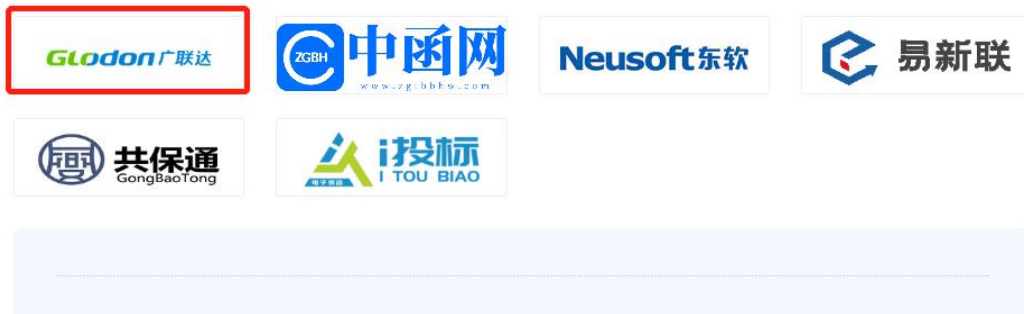 GLodon广联达
ZGBH
中函网
www.zgtbbhw.com
Neusoft东软
易新联
共保通
GongBaoTong
i投标
I TOU BIAO